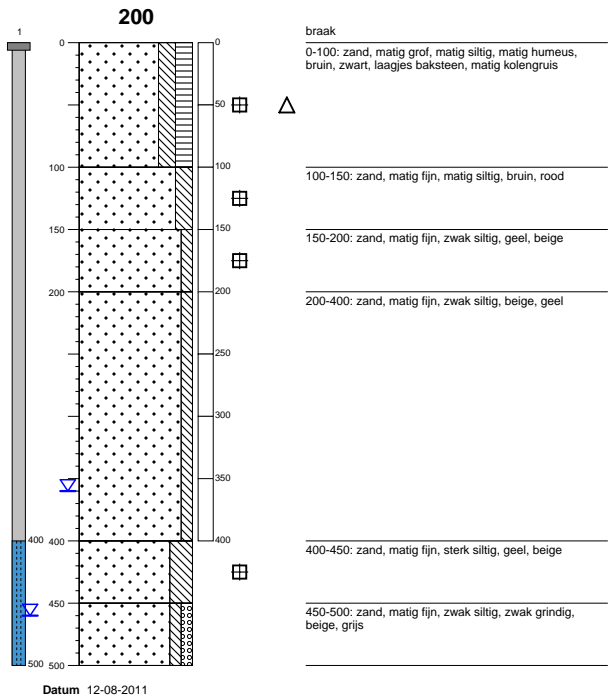 200
1
braak
0
0
0-100: zand, matig grof, matig siltig, matig humeus,
bruin, zwart, laagjes baksteen, matig kolengruis
50
100
100
100-150: zand, matig fijn, matig siltig, bruin, rood
150
150
150-200: zand, matig fijn, zwak siltig, geel, beige
200
200
200-400: zand, matig fijn, zwak siltig, beige, geel
250
300
350
400
400
400
400-450: zand, matig fijn, sterk siltig, geel, beige
450
450-500: zand, matig fijn, zwak siltig, zwak grindig,
beige, grijs
500
500
Datum 12-08-2011